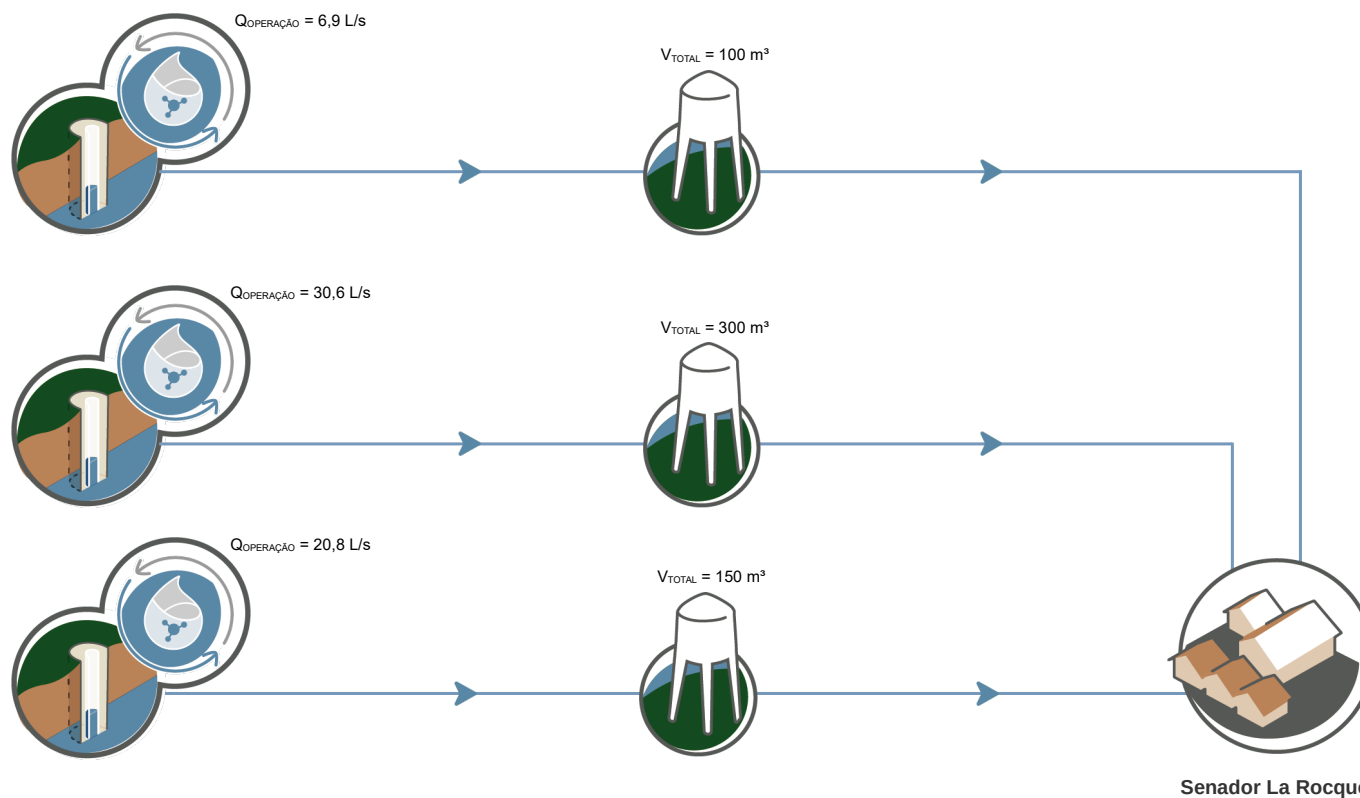 QOPERAÇÃO = 6,9 L/s
VTOTAL = 100 m³
QOPERAÇÃO = 30,6 L/s
VTOTAL = 300 m³
QOPERAÇÃO = 20,8 L/s
VTOTAL = 150 m³
Senador La Rocque